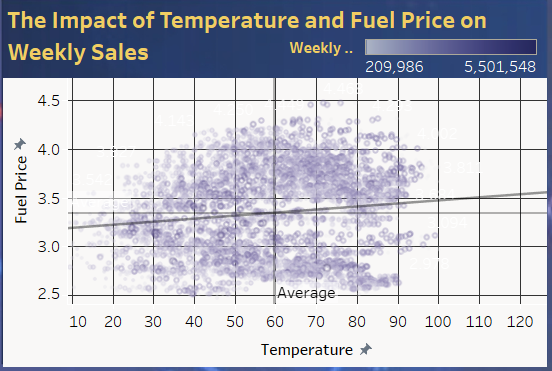 The Impact of Temperature and Fuel Price on
Weekly Sales
Weekly ..
209,986 5,501,548
Fuel Price
4.5
4.0
3.5
3.0
2.5
Average
10 20 30 40 50 60 70 80 90 100 110 120
Temperature